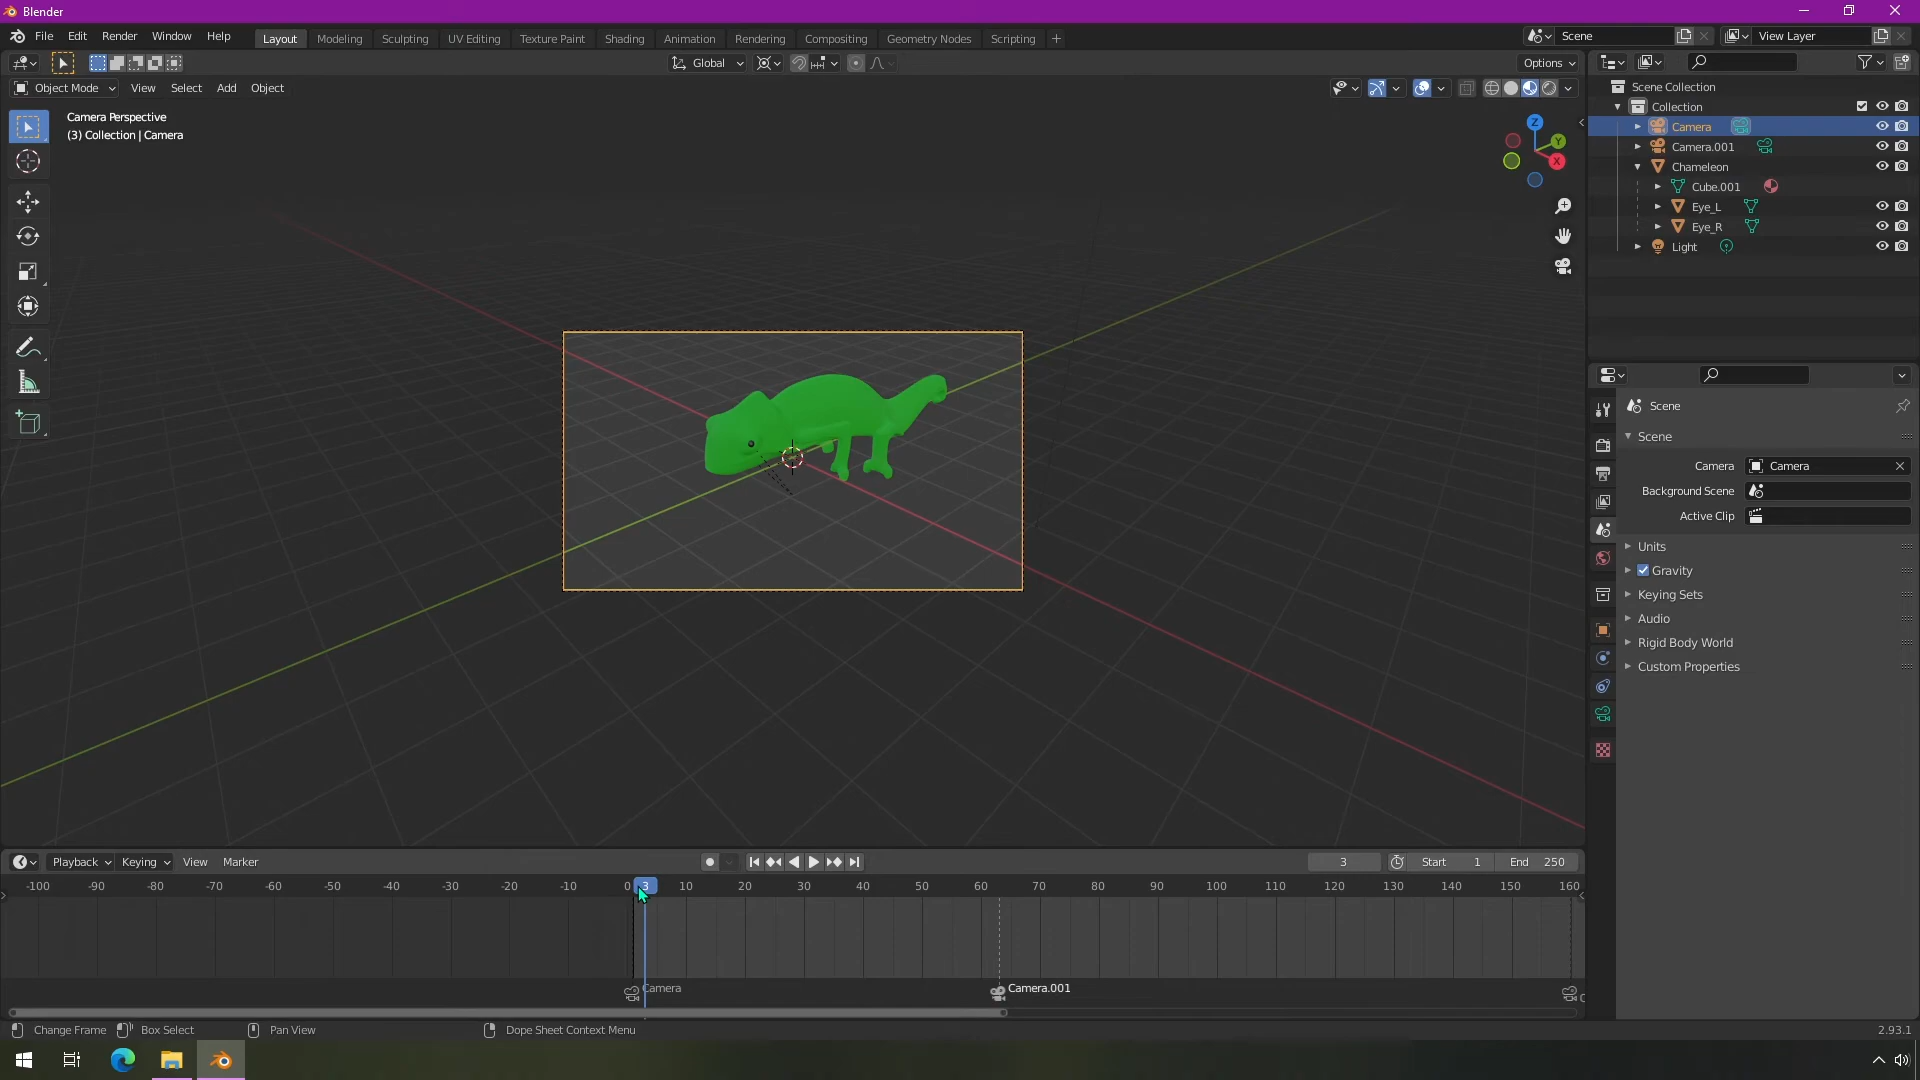 Blender
File Edit Render Window Help
Layout Modeling Sculpting UV Editing Texture Paint Shading Animation Rendering Compositing Geometry Nodes Scripting +
Scene
View Layer
Global
Options
Object Mode View Select Add Object
Camera Perspective
(3) Collection | Camera
Z
Y
X
Scene Collection
Collection
Camera
Camera.001
Chameleon
Cube.001
Eye_L
Eye_R
Light
Scene
Scene
Camera Camera
Background Scene
Active Clip
Units
Gravity
Keying Sets
Audio
Rigid Body World
Custom Properties
Playback Keying View Marker
3 Start 1 End 250
-100 -90 -80 -70 -60 -50 -40 -30 -20 -10 0 3 10 20 30 40 50 60 70 80 90 100 110 120 130 140 150 160
Camera Camera.001 C
Change Frame Box Select Pan View Dope Sheet Context Menu 2.93.1